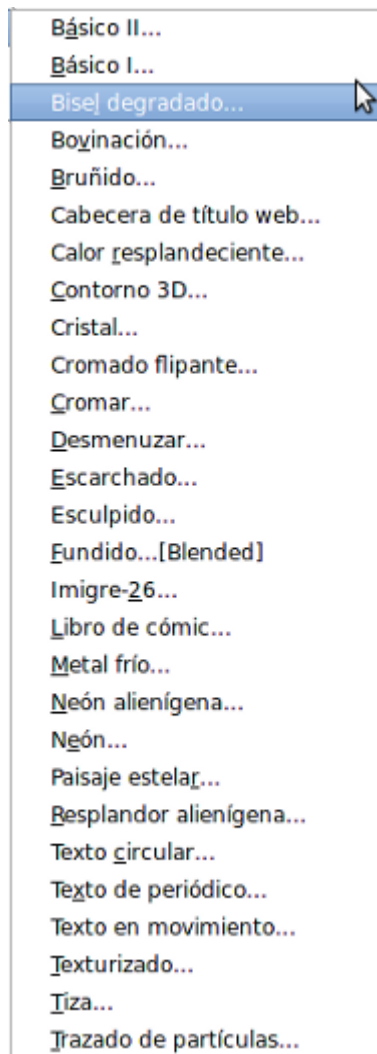 Básico II...
Básico I...
Bisel degradado...
Bovinación...
Bruñido...
Cabecera de título web...
Calor resplandeciente...
Contorno 3D...
Cristal...
Cromado flipante...
Cromar...
Desmenuzar...
Escarchado...
Esculpido...
Fundido...[Blended]
Imigre-26...
Libro de cómic...
Metal frío...
Neón alienígena...
Neón...
Paisaje estelar...
Resplandor alienígena...
Texto circular...
Texto de periódico...
Texto en movimiento...
Texturizado...
Tiza...
Trazado de partículas...